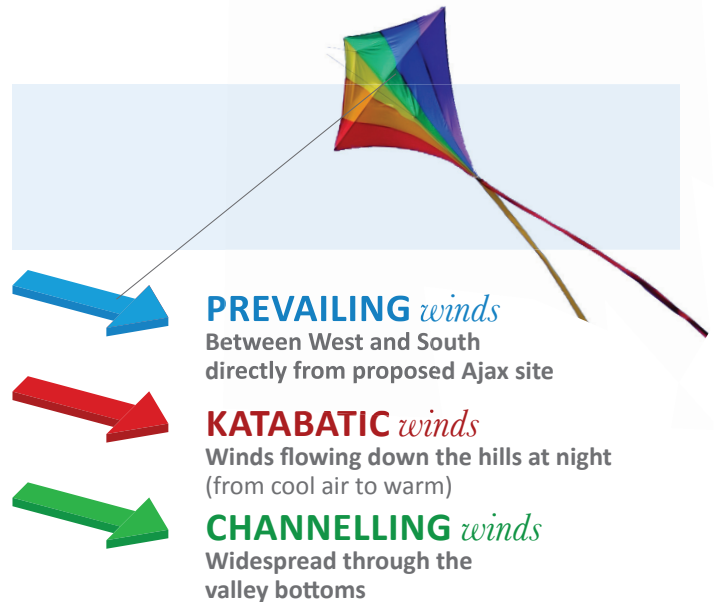 PREVAILING winds
Between West and South
directly from proposed Ajax site
KATABATIC winds
Winds flowing down the hills at night
(from cool air to warm)
CHANNELLING winds
Widespread through the
valley bottoms